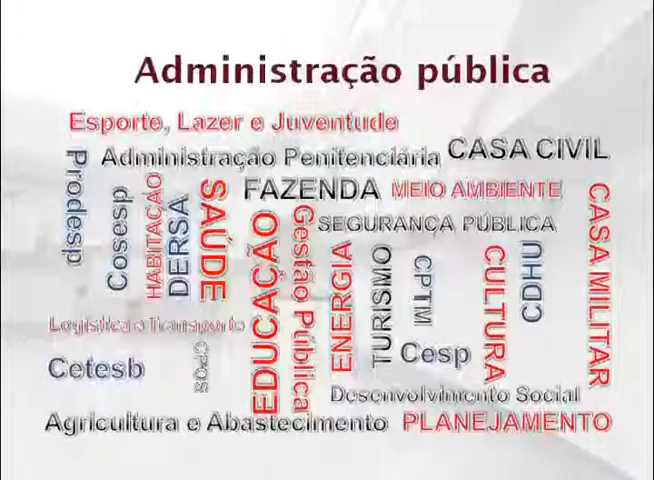 Administração pública
Esporte, Lazer e Juventude
Administração Penitenciária
CASA CIVIL
Prodesp
Cosesp
HABITAÇÃO
DERSA
SAÚDE
FAZENDA
MEIO AMBIENTE
CASA MILITAR
EDUCAÇÃO
Gestão Pública
SEGURANÇA PÚBLICA
ENERGIA
TURISMO
CPTM
CULTURA
CDHU
Logística e Transporte
Cetesb
CPOS
Cesp
Desenvolvimento Social
Agricultura e Abastecimento
PLANEJAMENTO